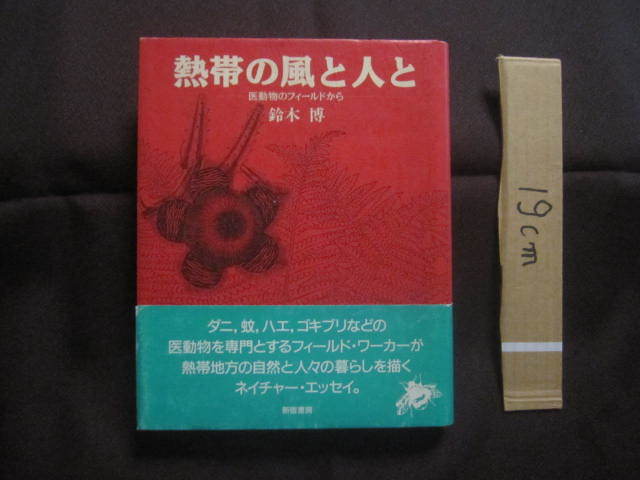 熱帯の風と人と
医動物のフィールドから
鈴木 博
ダニ,蚊,ハエ,ゴキブリなどの
医動物を専門とするフィールド・ワーカーが
熱帯地方の自然と人々の暮らしを描く
ネイチャー・エッセイ。
新宿書房
19cm